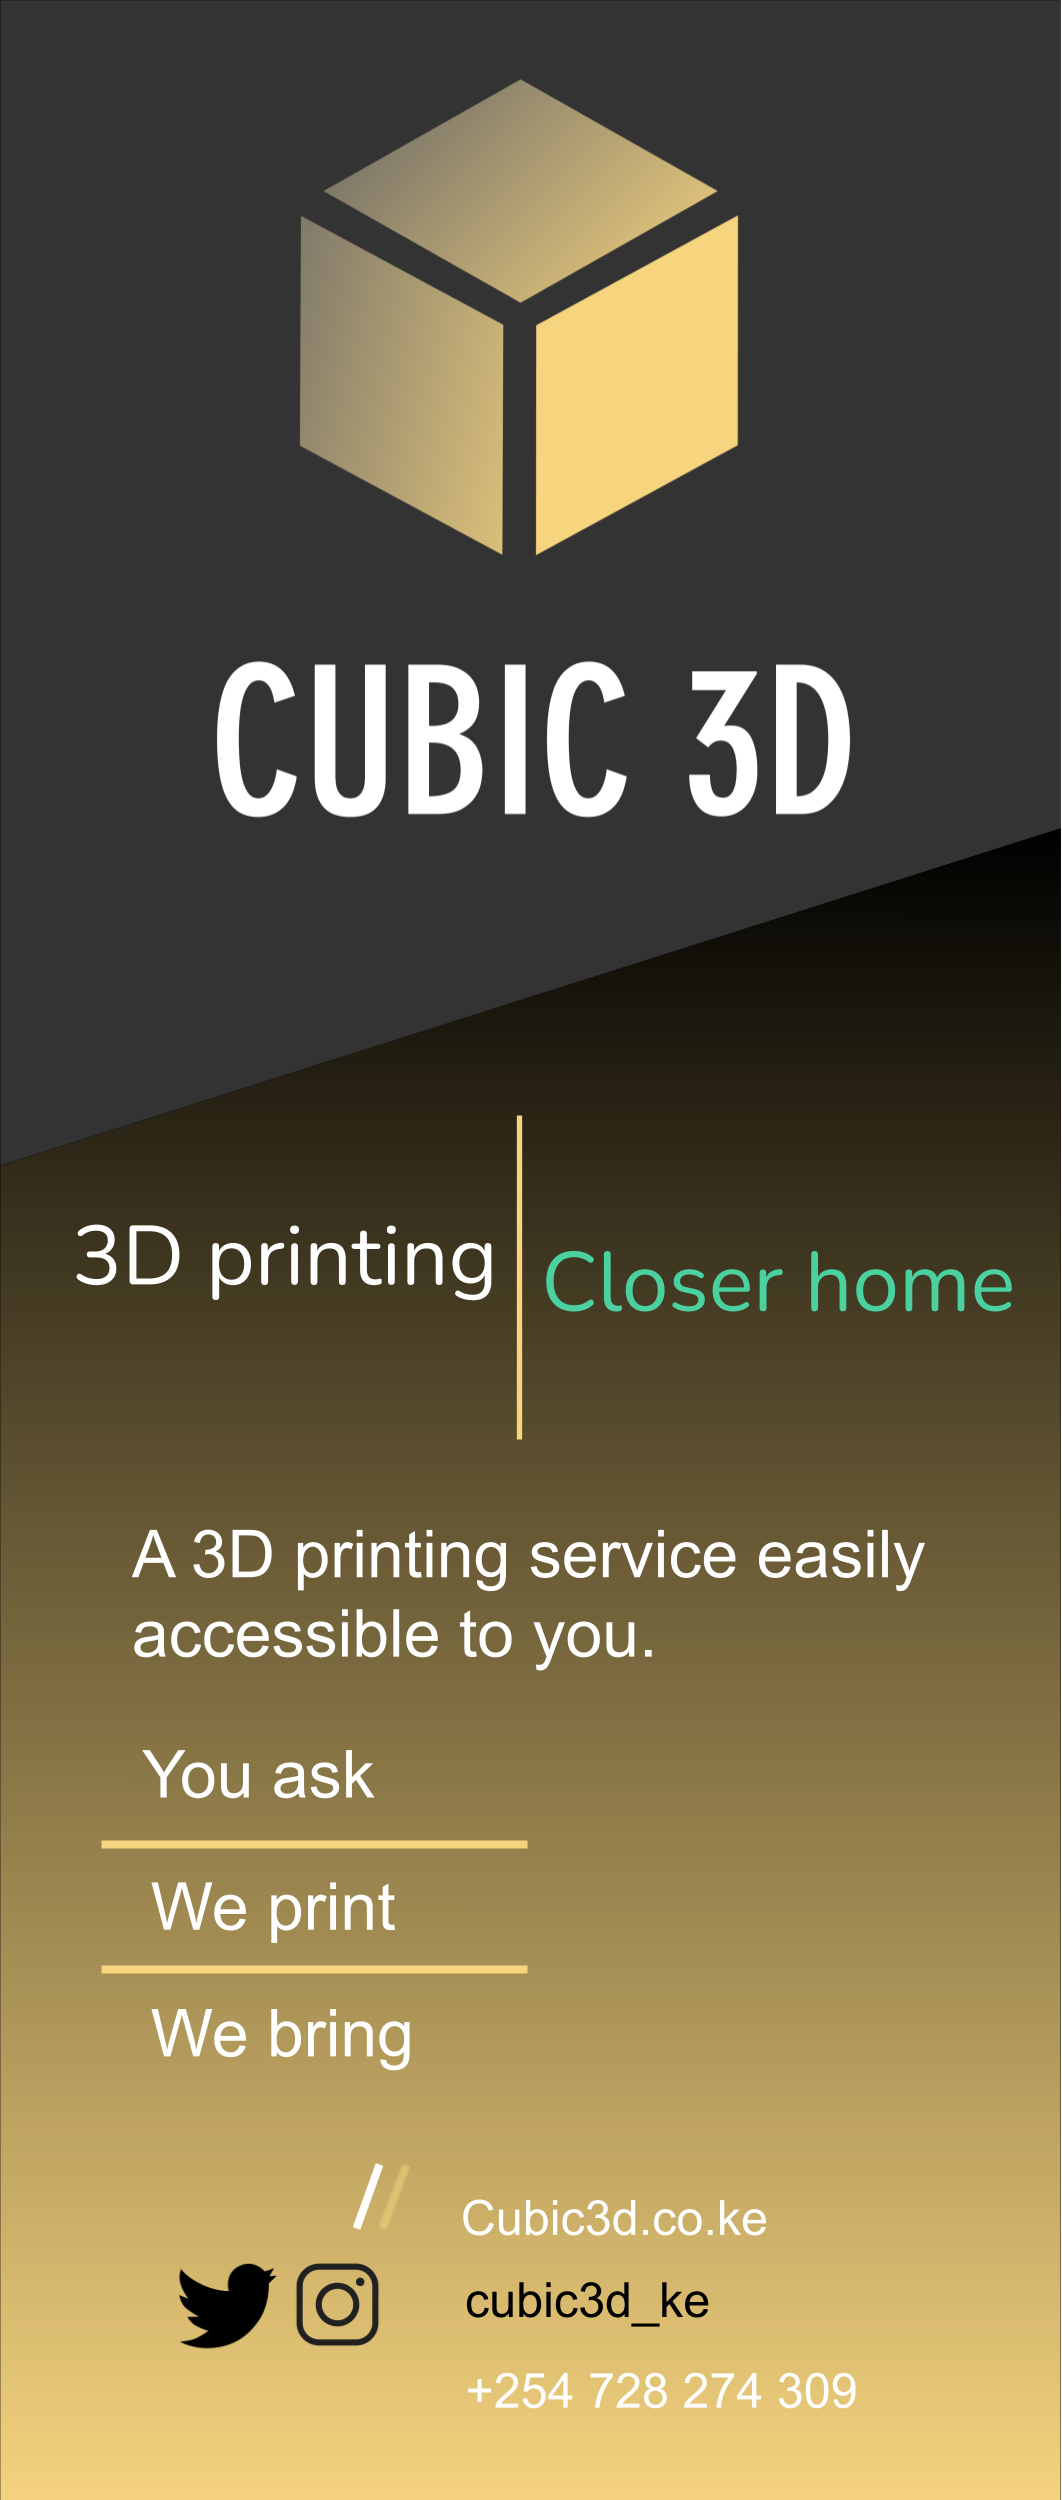 CUBIC 3D
3D printing
Closer home
A 3D printing service easily
accessible to you.
You ask
We print
We bring
Cubic3d.co.ke
cubic3d_ke
+254 728 274 309